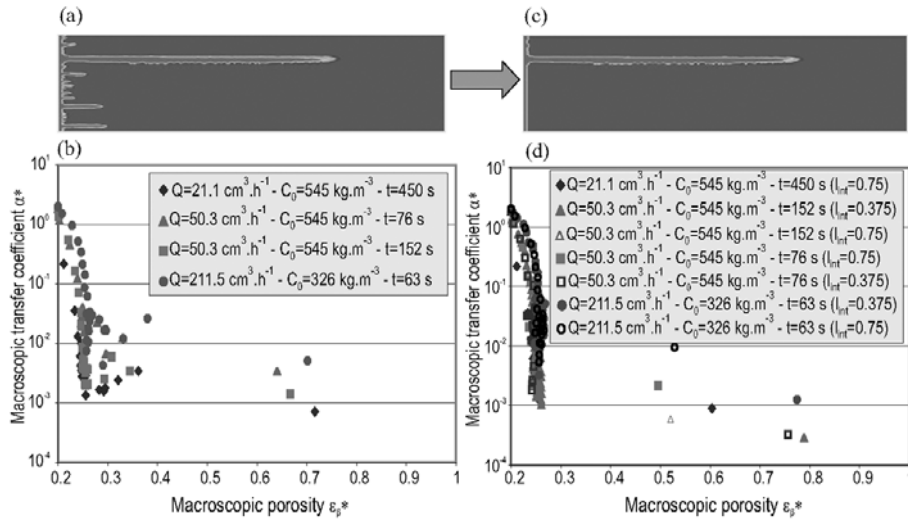 (a)
(c)
(b)
(d)
Macroscopic transfer coefficient α*
10¹
10⁰
10⁻¹
10⁻²
10⁻³
10⁻⁴
Q=21.1 cm³.h⁻¹ - C₀=545 kg.m⁻³ - t=450 s
Q=50.3 cm³.h⁻¹ - C₀=545 kg.m⁻³ - t=76 s
Q=50.3 cm³.h⁻¹ - C₀=545 kg.m⁻³ - t=152 s
Q=211.5 cm³.h⁻¹ - C₀=326 kg.m⁻³ - t=63 s
0.2 0.3 0.4 0.5 0.6 0.7 0.8 0.9 1
Macroscopic porosity εᵦ*
Macroscopic transfer coefficient α*
10¹
10⁰
10⁻¹
10⁻²
10⁻³
10⁻⁴
Q=21.1 cm³.h⁻¹ - C₀=545 kg.m⁻³ - t=450 s (lᵢₙₜ=0.75)
Q=50.3 cm³.h⁻¹ - C₀=545 kg.m⁻³ - t=152 s (lᵢₙₜ=0.375)
Q=50.3 cm³.h⁻¹ - C₀=545 kg.m⁻³ - t=152 s (lᵢₙₜ=0.75)
Q=50.3 cm³.h⁻¹ - C₀=545 kg.m⁻³ - t=76 s (lᵢₙₜ=0.75)
Q=50.3 cm³.h⁻¹ - C₀=545 kg.m⁻³ - t=76 s (lᵢₙₜ=0.375)
Q=211.5 cm³.h⁻¹ - C₀=326 kg.m⁻³ - t=63 s (lᵢₙₜ=0.375)
Q=211.5 cm³.h⁻¹ - C₀=326 kg.m⁻³ - t=63 s (lᵢₙₜ=0.75)
0.2 0.3 0.4 0.5 0.6 0.7 0.8 0.9 1
Macroscopic porosity εᵦ*